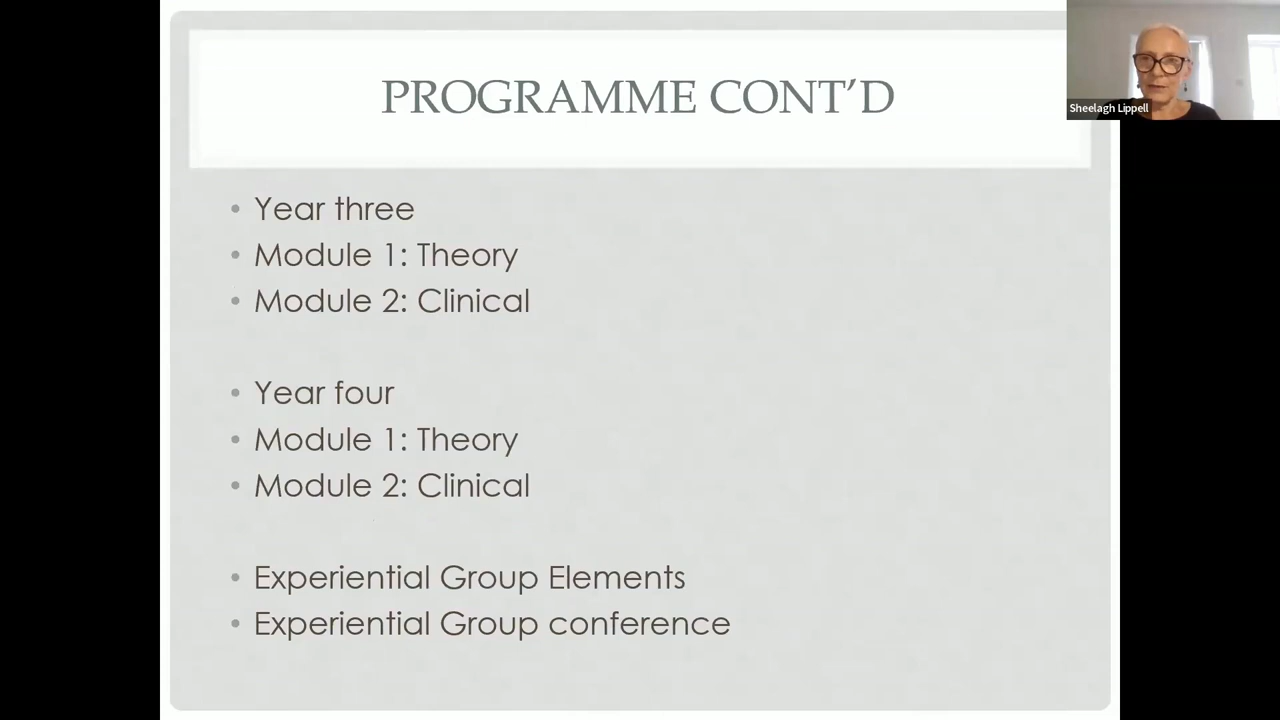 PROGRAMME CONT’D
Sheelagh Lippell
• Year three
• Module 1: Theory
• Module 2: Clinical
• Year four
• Module 1: Theory
• Module 2: Clinical
• Experiential Group Elements
• Experiential Group conference